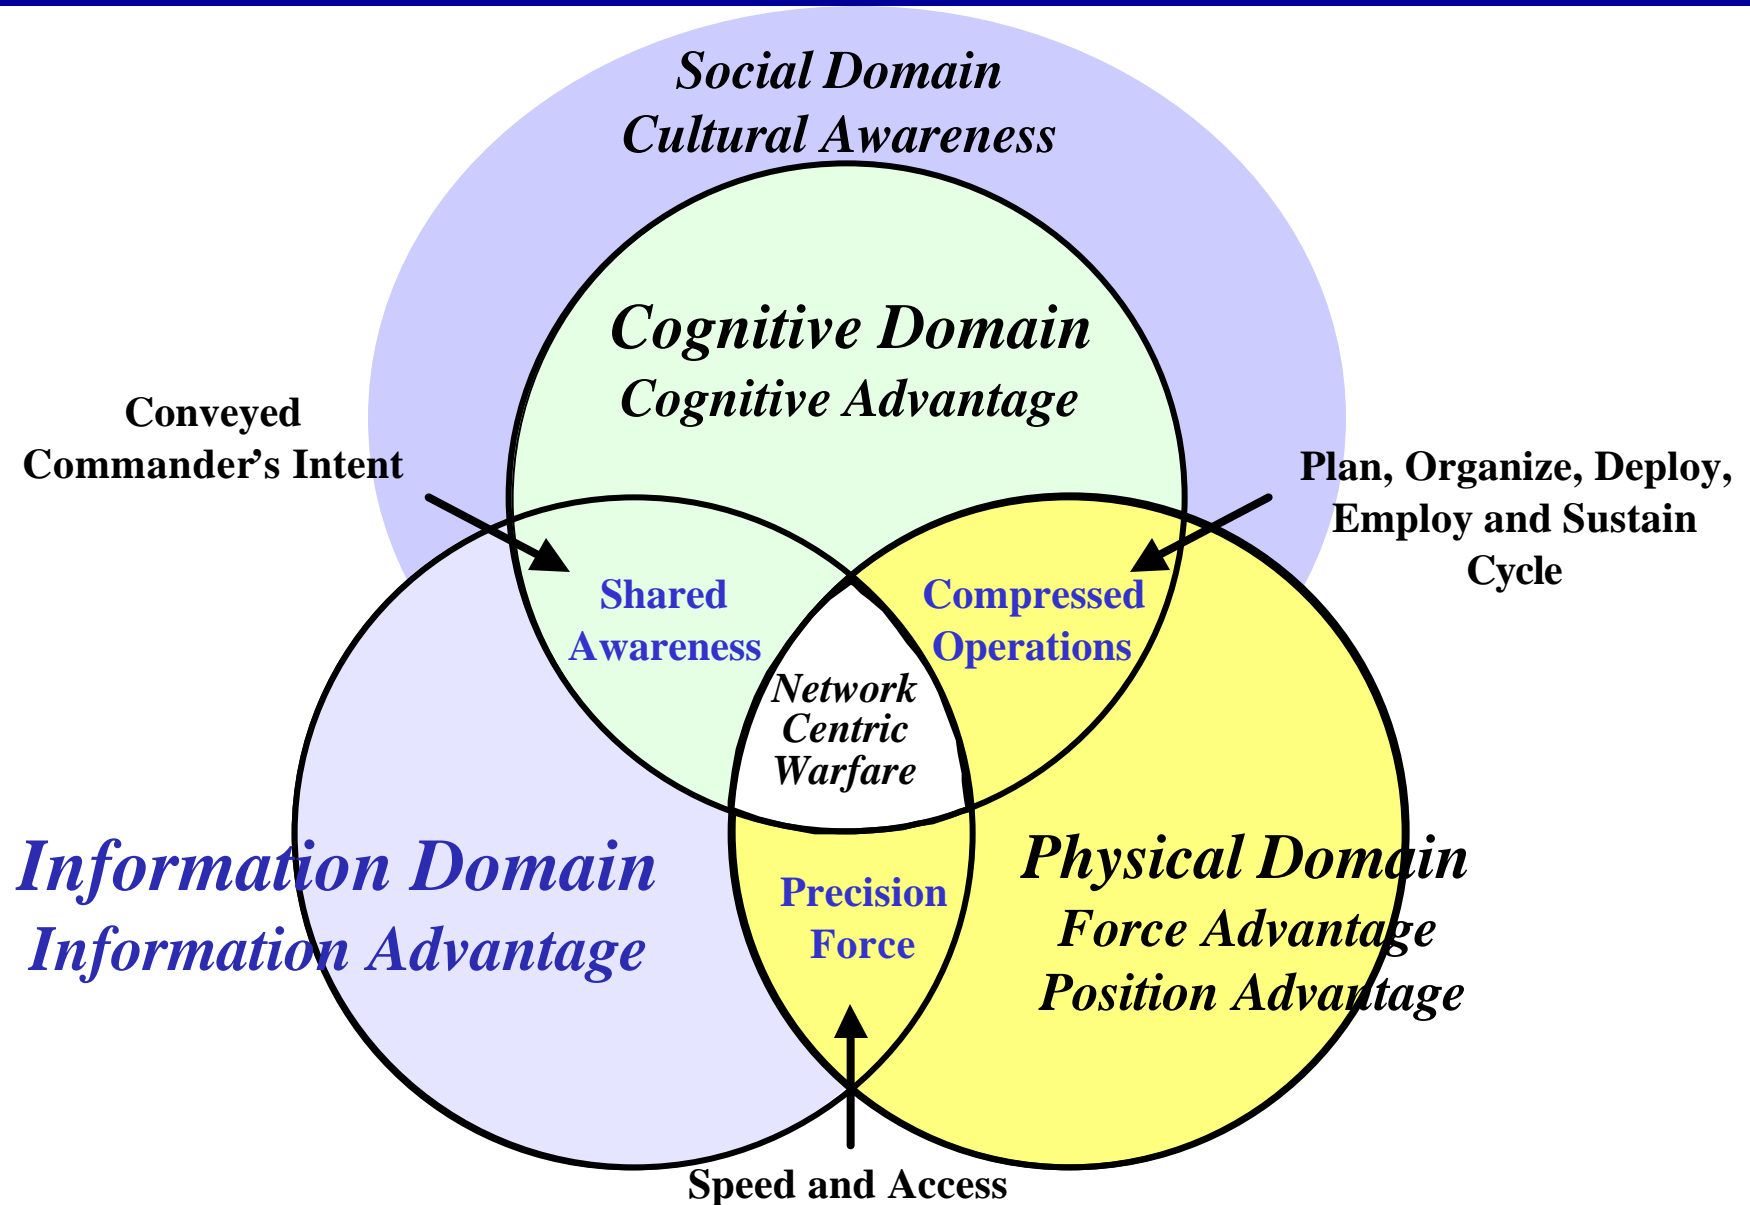 Social Domain
Cultural Awareness
Cognitive Domain
Cognitive Advantage
Conveyed
Commander’s Intent
Plan, Organize, Deploy,
Employ and Sustain
Cycle
Shared
Awareness
Compressed
Operations
Network
Centric
Warfare
Information Domain
Information Advantage
Physical Domain
Force Advantage
Position Advantage
Precision
Force
Speed and Access